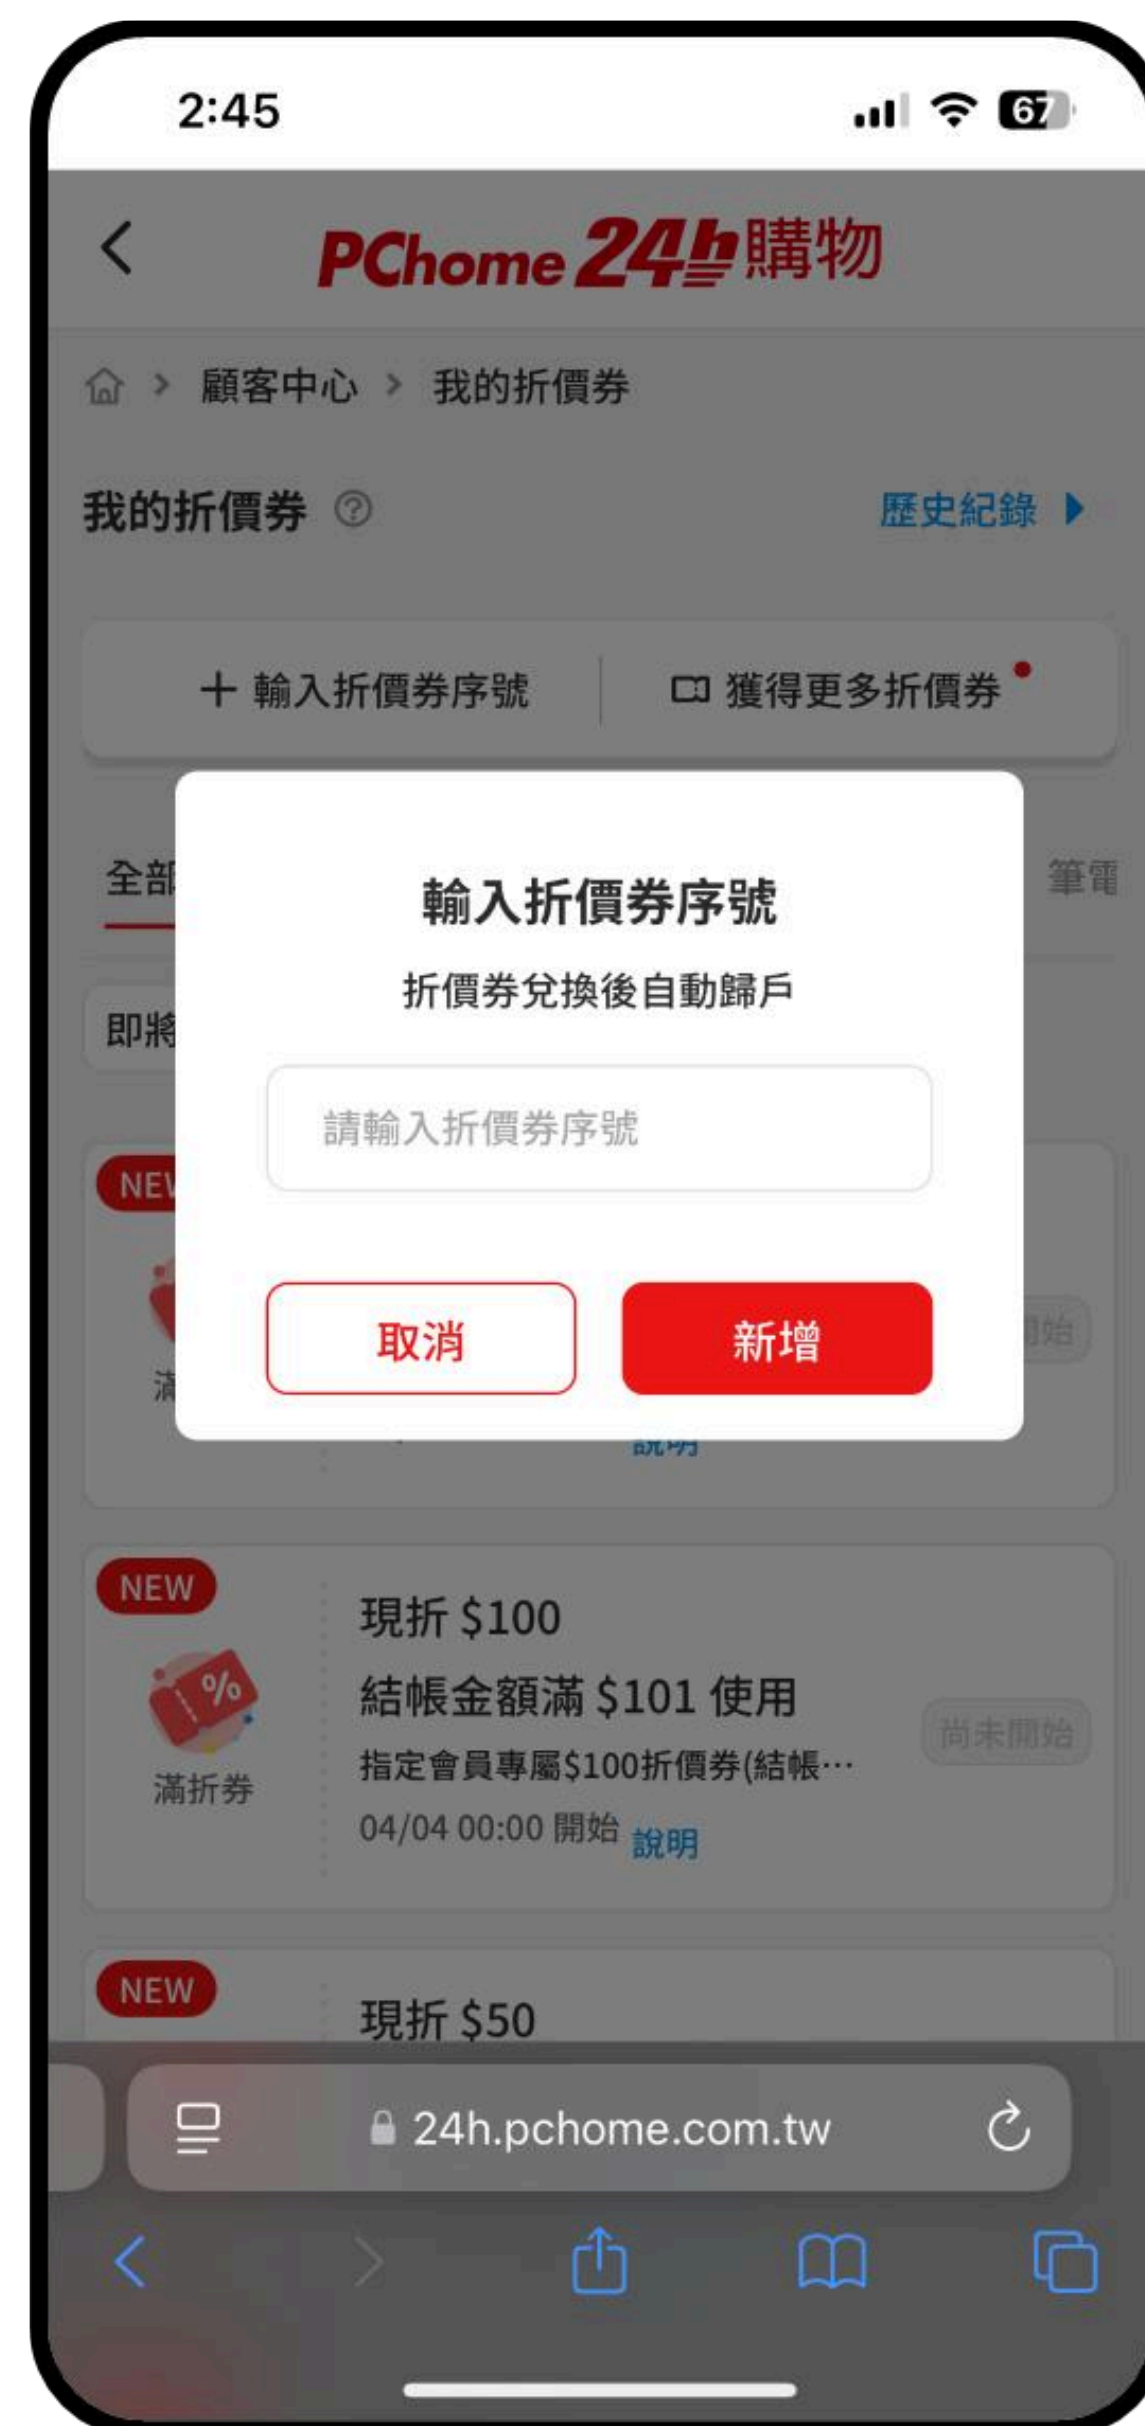 2:45
67
PChome 24h購物
顧客中心 > 我的折價券
我的折價券
歷史紀錄
+ 輸入折價券序號
獲得更多折價券
全部
筆電
輸入折價券序號
折價券兌換後自動歸戶
即將
請輸入折價券序號
NEW
取消
新增
滿
開始
說明
NEW
現折 $100
結帳金額滿 $101 使用
尚未開始
指定會員專屬$100折價券(結帳…
滿折券
04/04 00:00 開始 說明
NEW
現折 $50
24h.pchome.com.tw